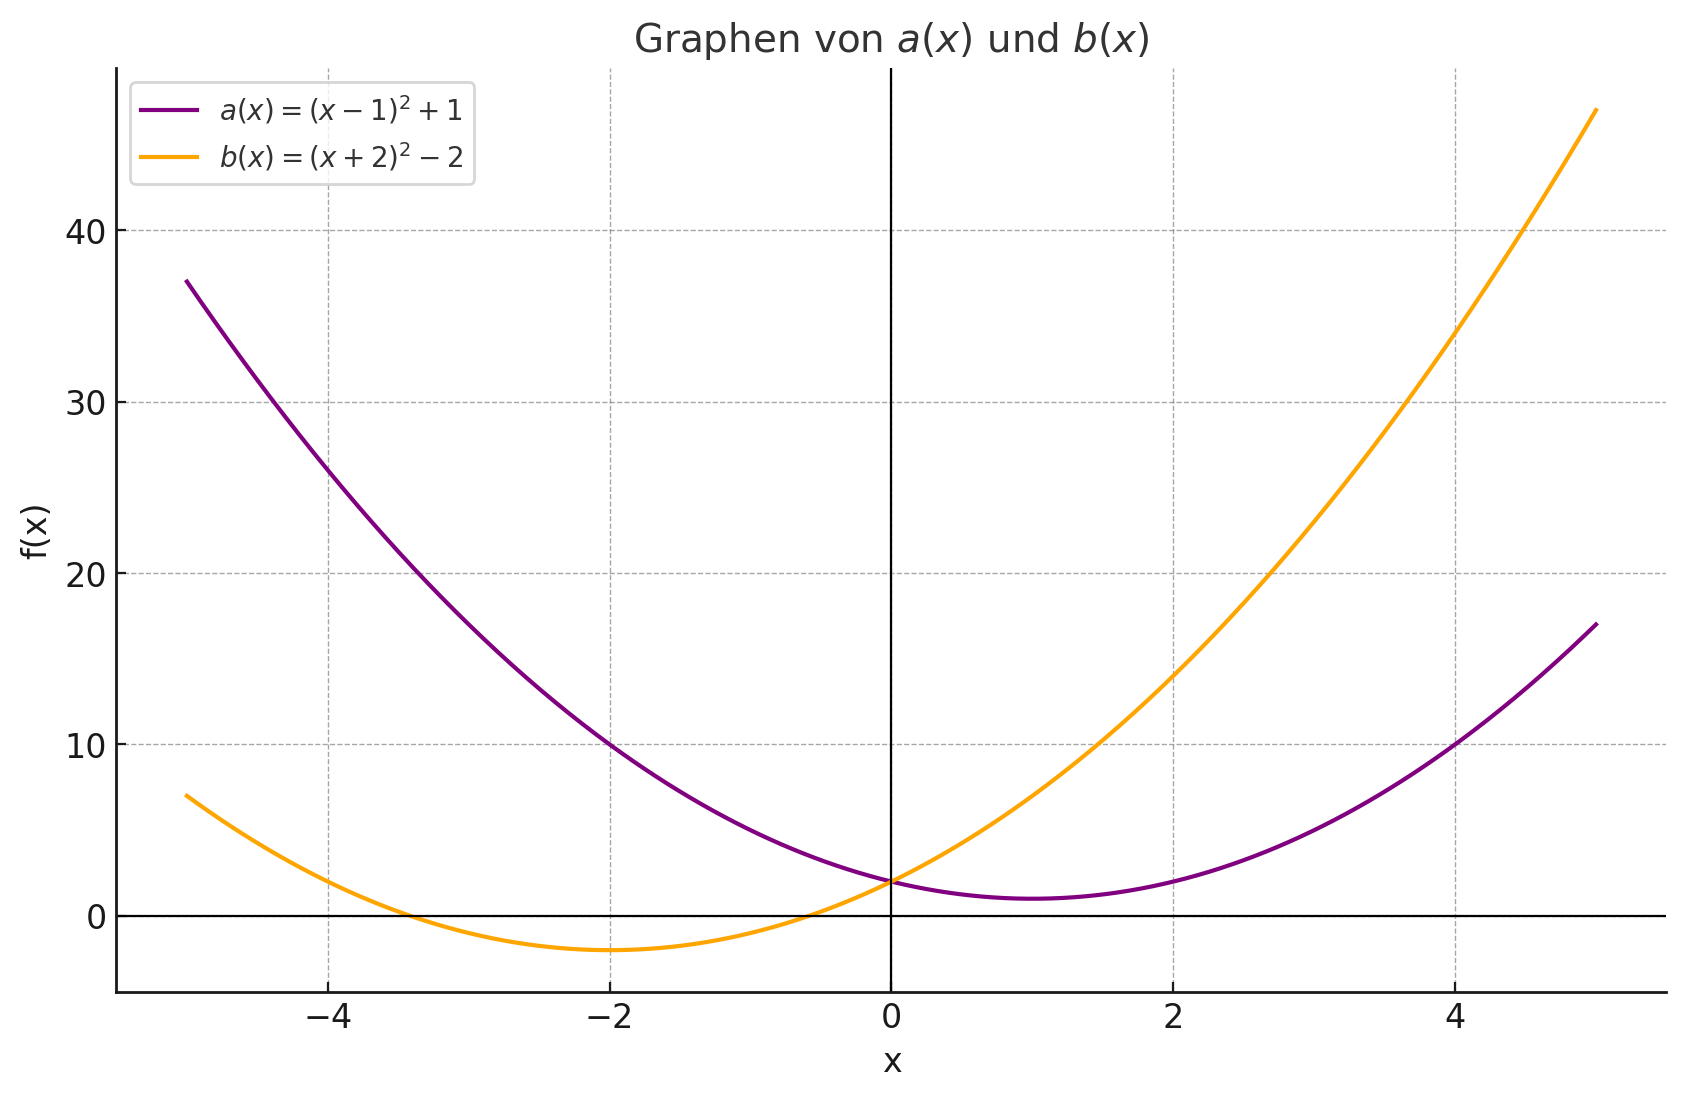 Graphen von a(x) und b(x)
a(x) = (x − 1)² + 1
b(x) = (x + 2)² − 2
f(x)
40
30
20
10
0
−4 −2 0 2 4
x